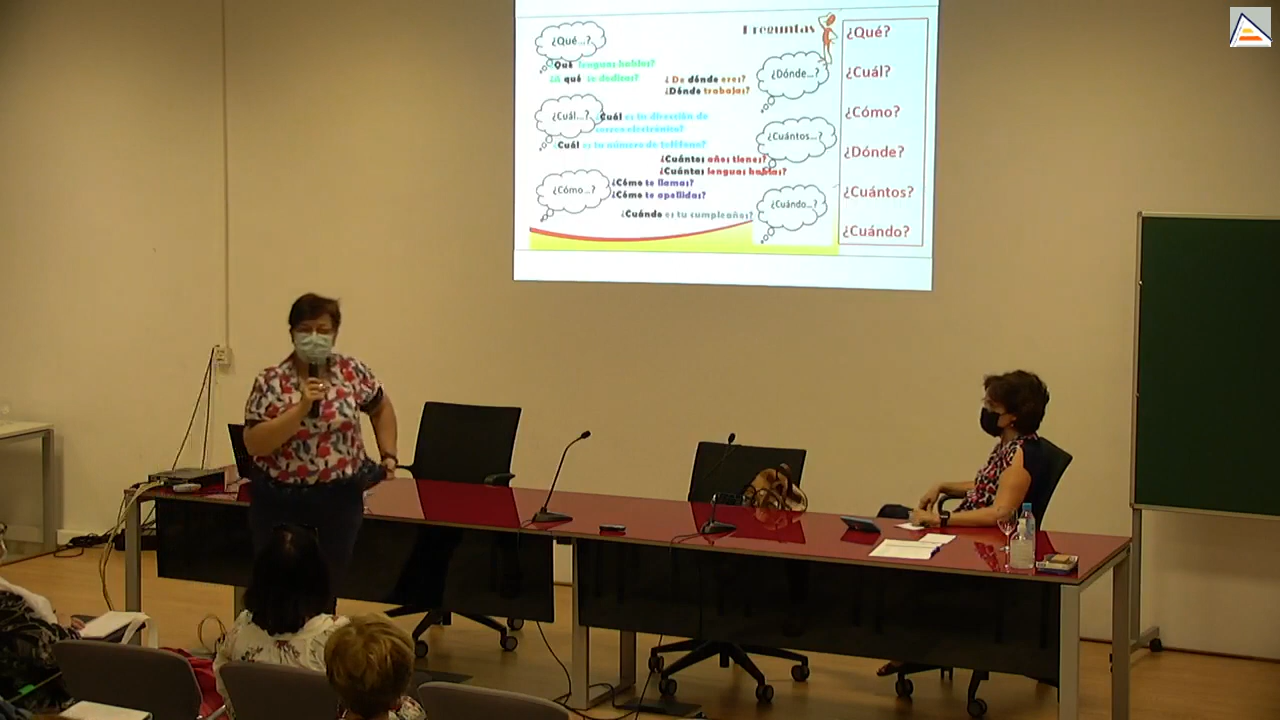 Preguntas
¿Qué...?
¿Qué lenguas hablas?
¿A qué te dedicas?
¿De dónde eres?
¿Dónde trabajas?
¿Dónde...?
¿Cuál...?
¿Cuál es tu dirección de
correo electrónico?
¿Cuál es tu número de teléfono?
¿Cuántos...?
¿Cuántos años tienes?
¿Cuántas lenguas hablas?
¿Cómo...?
¿Cómo te llamas?
¿Cómo te apellidas?
¿Cuándo...?
¿Cuándo es tu cumpleaños?
¿Qué?
¿Cuál?
¿Cómo?
¿Dónde?
¿Cuántos?
¿Cuándo?